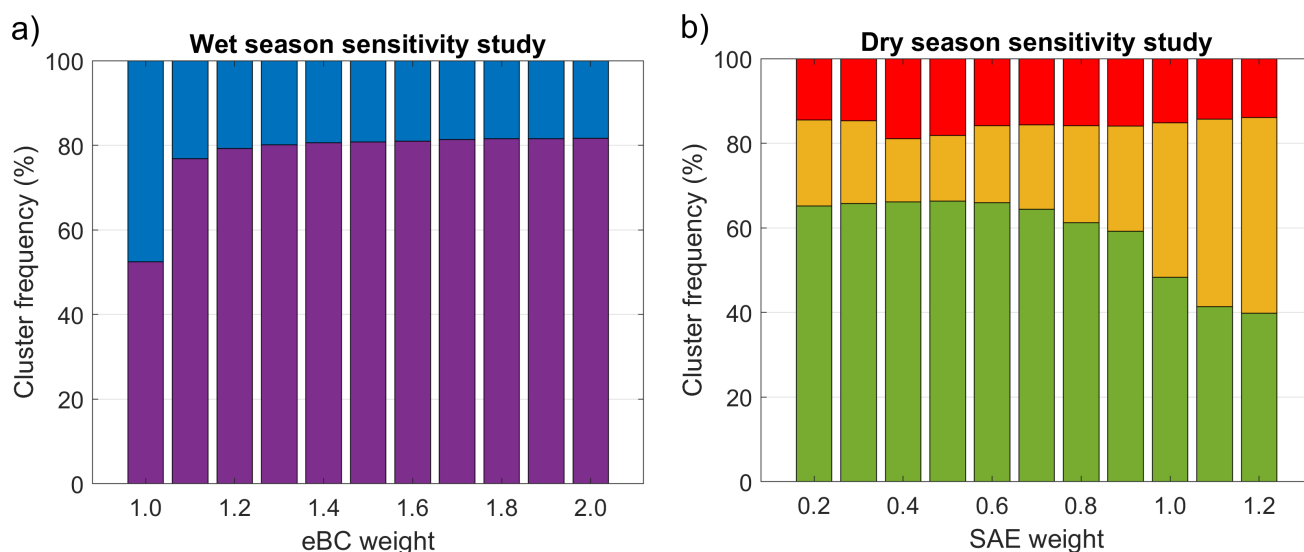 a)
Wet season sensitivity study
100
80
60
40
20
0
Cluster frequency (%)
1.0 1.2 1.4 1.6 1.8 2.0
eBC weight
b)
Dry season sensitivity study
100
80
60
40
20
0
Cluster frequency (%)
0.2 0.4 0.6 0.8 1.0 1.2
SAE weight